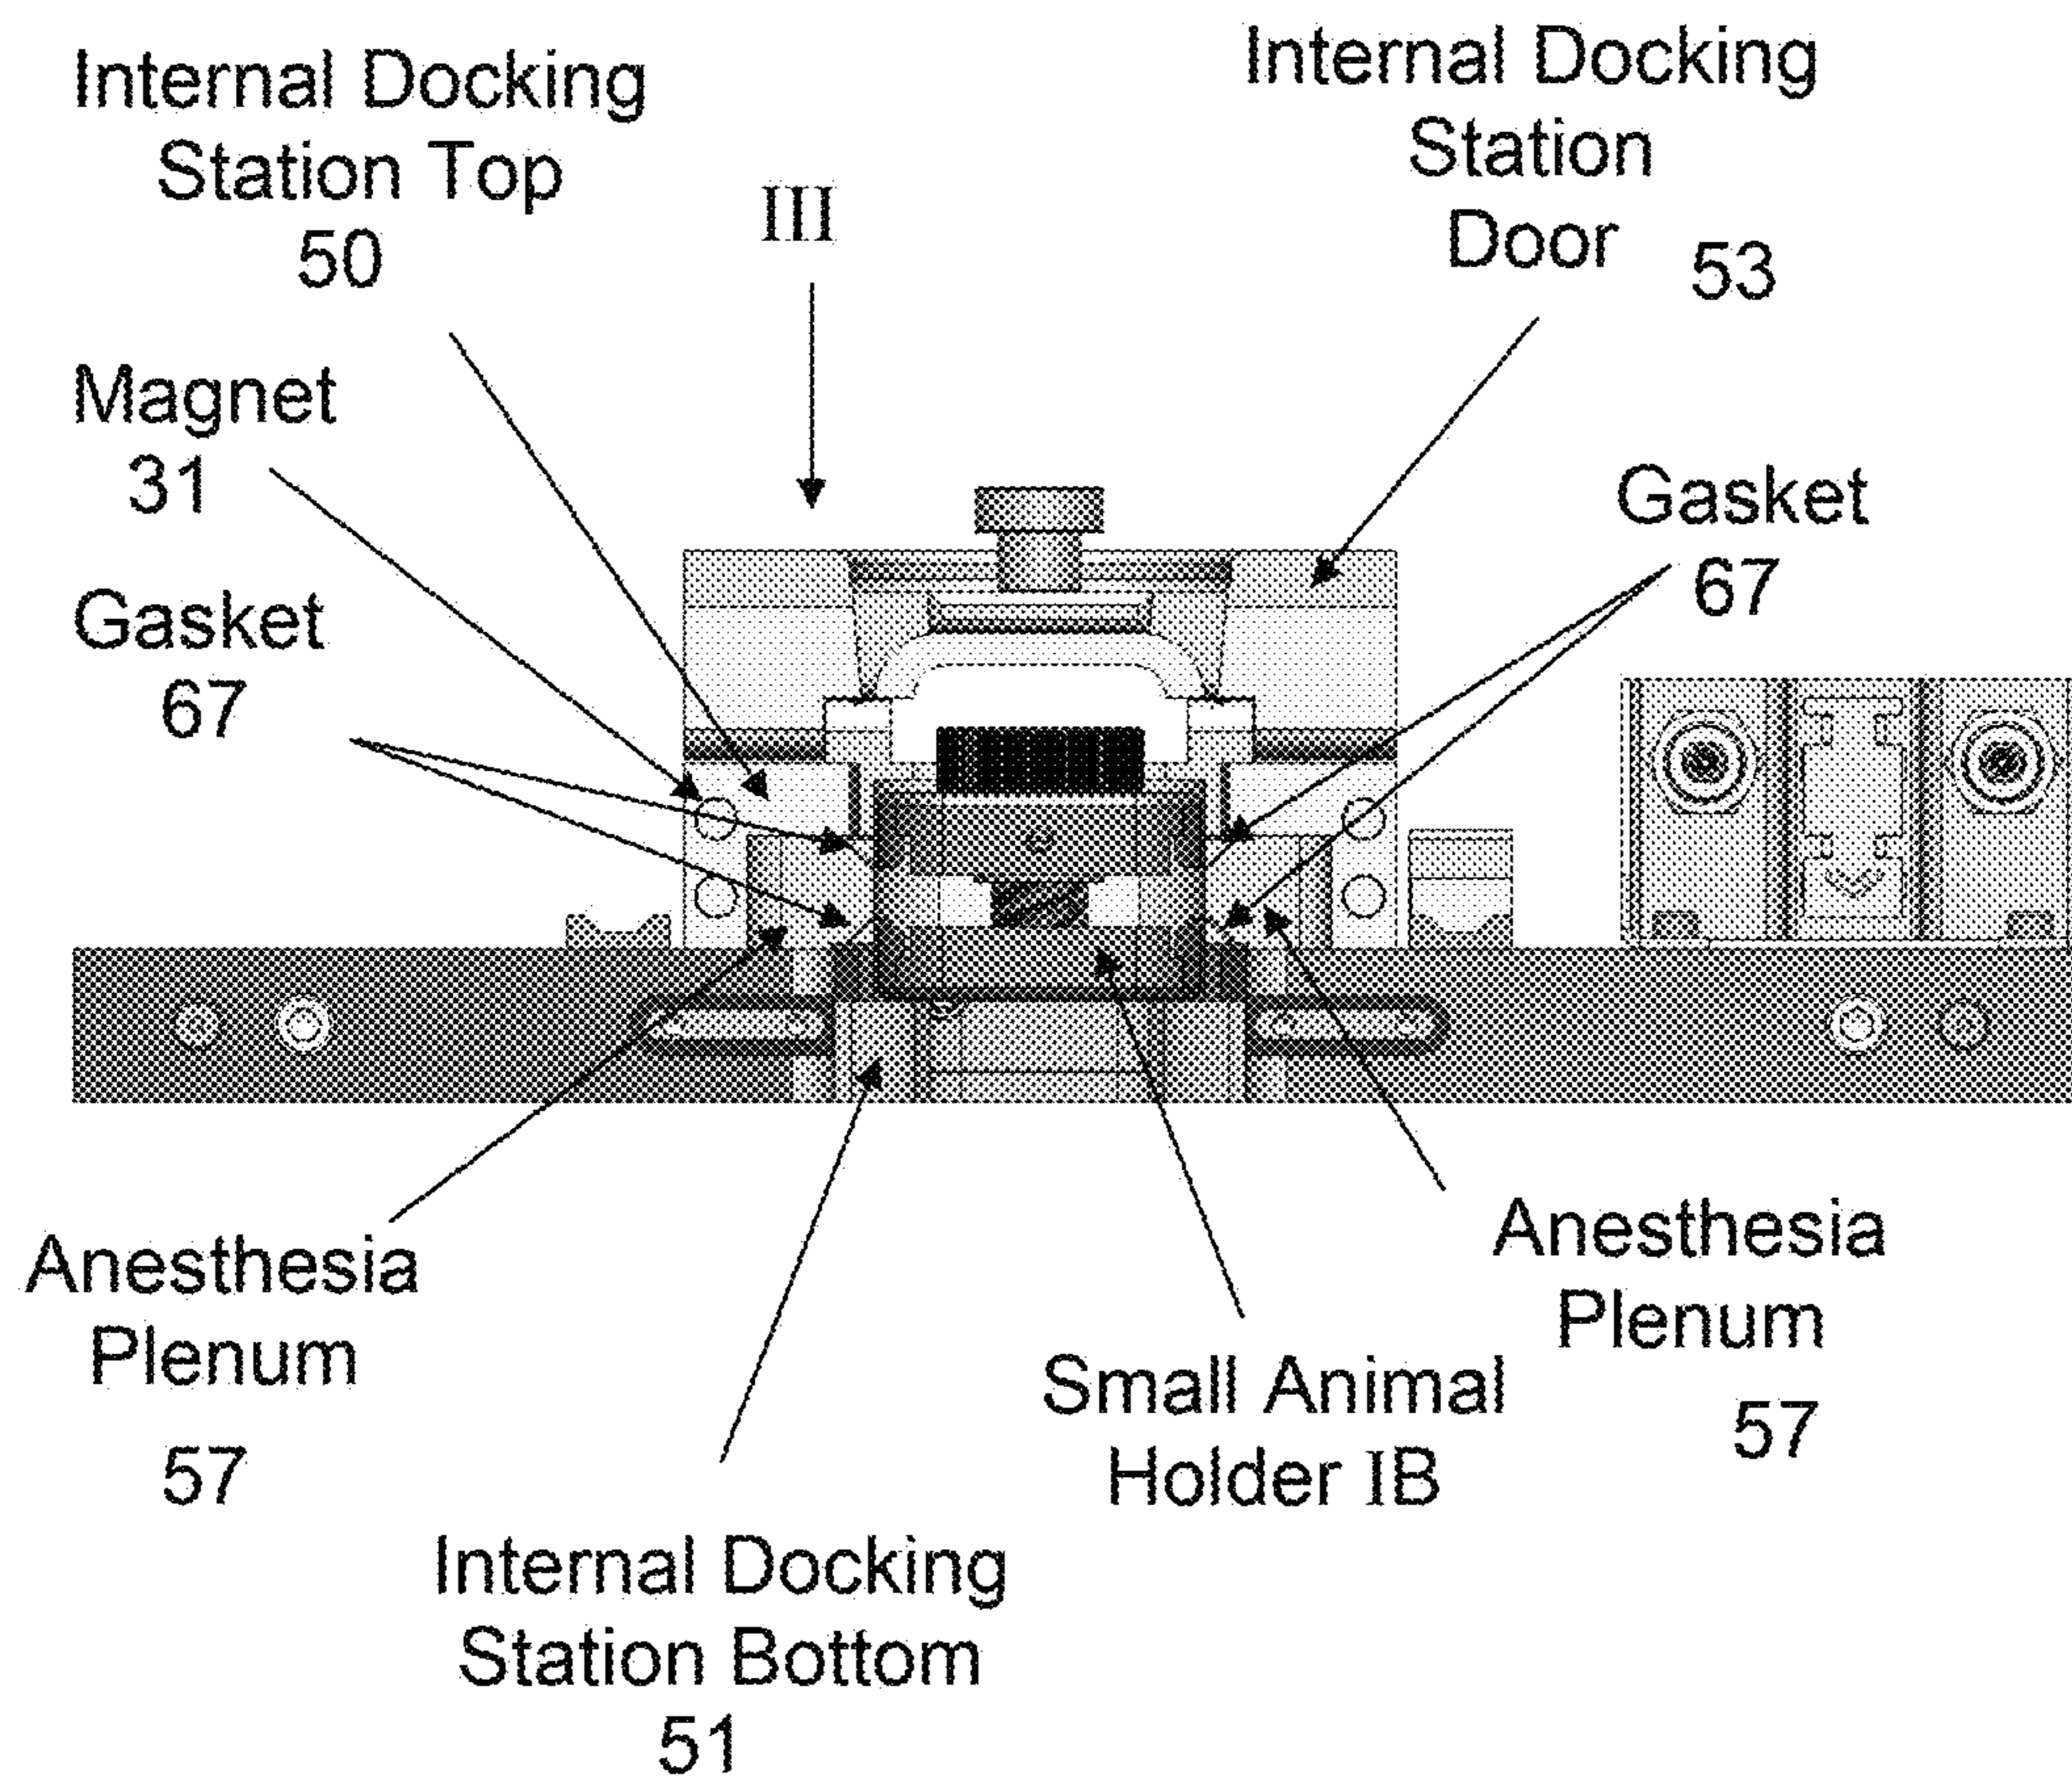 Internal Docking
Station Top
50
III
Internal Docking
Station
Door 53
Magnet
31
Gasket
67
Gasket
67
Anesthesia
Plenum
57
Internal Docking
Station Bottom
51
Small Animal
Holder IB
Anesthesia
Plenum
57